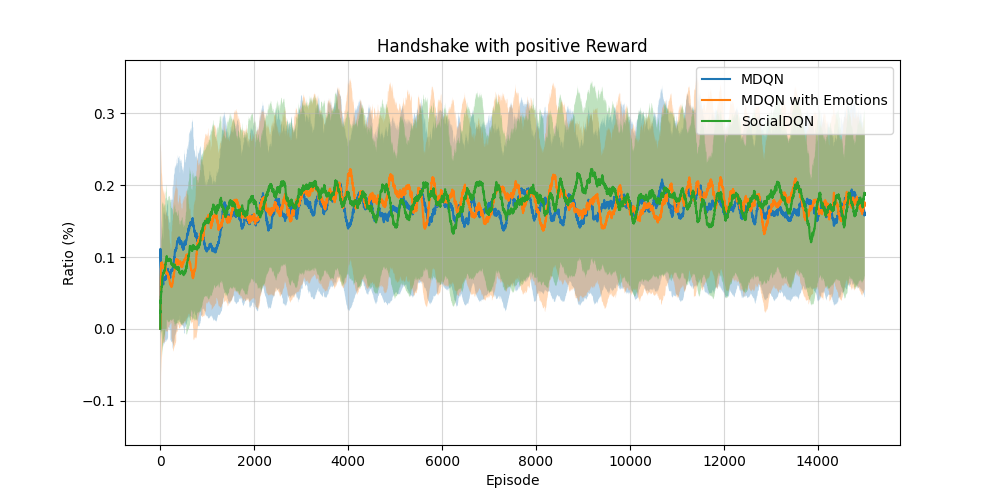 Handshake with positive Reward
MDQN
MDQN with Emotions
SocialDQN
Ratio (%)
0.3
0.2
0.1
0.0
−0.1
0 2000 4000 6000 8000 10000 12000 14000
Episode